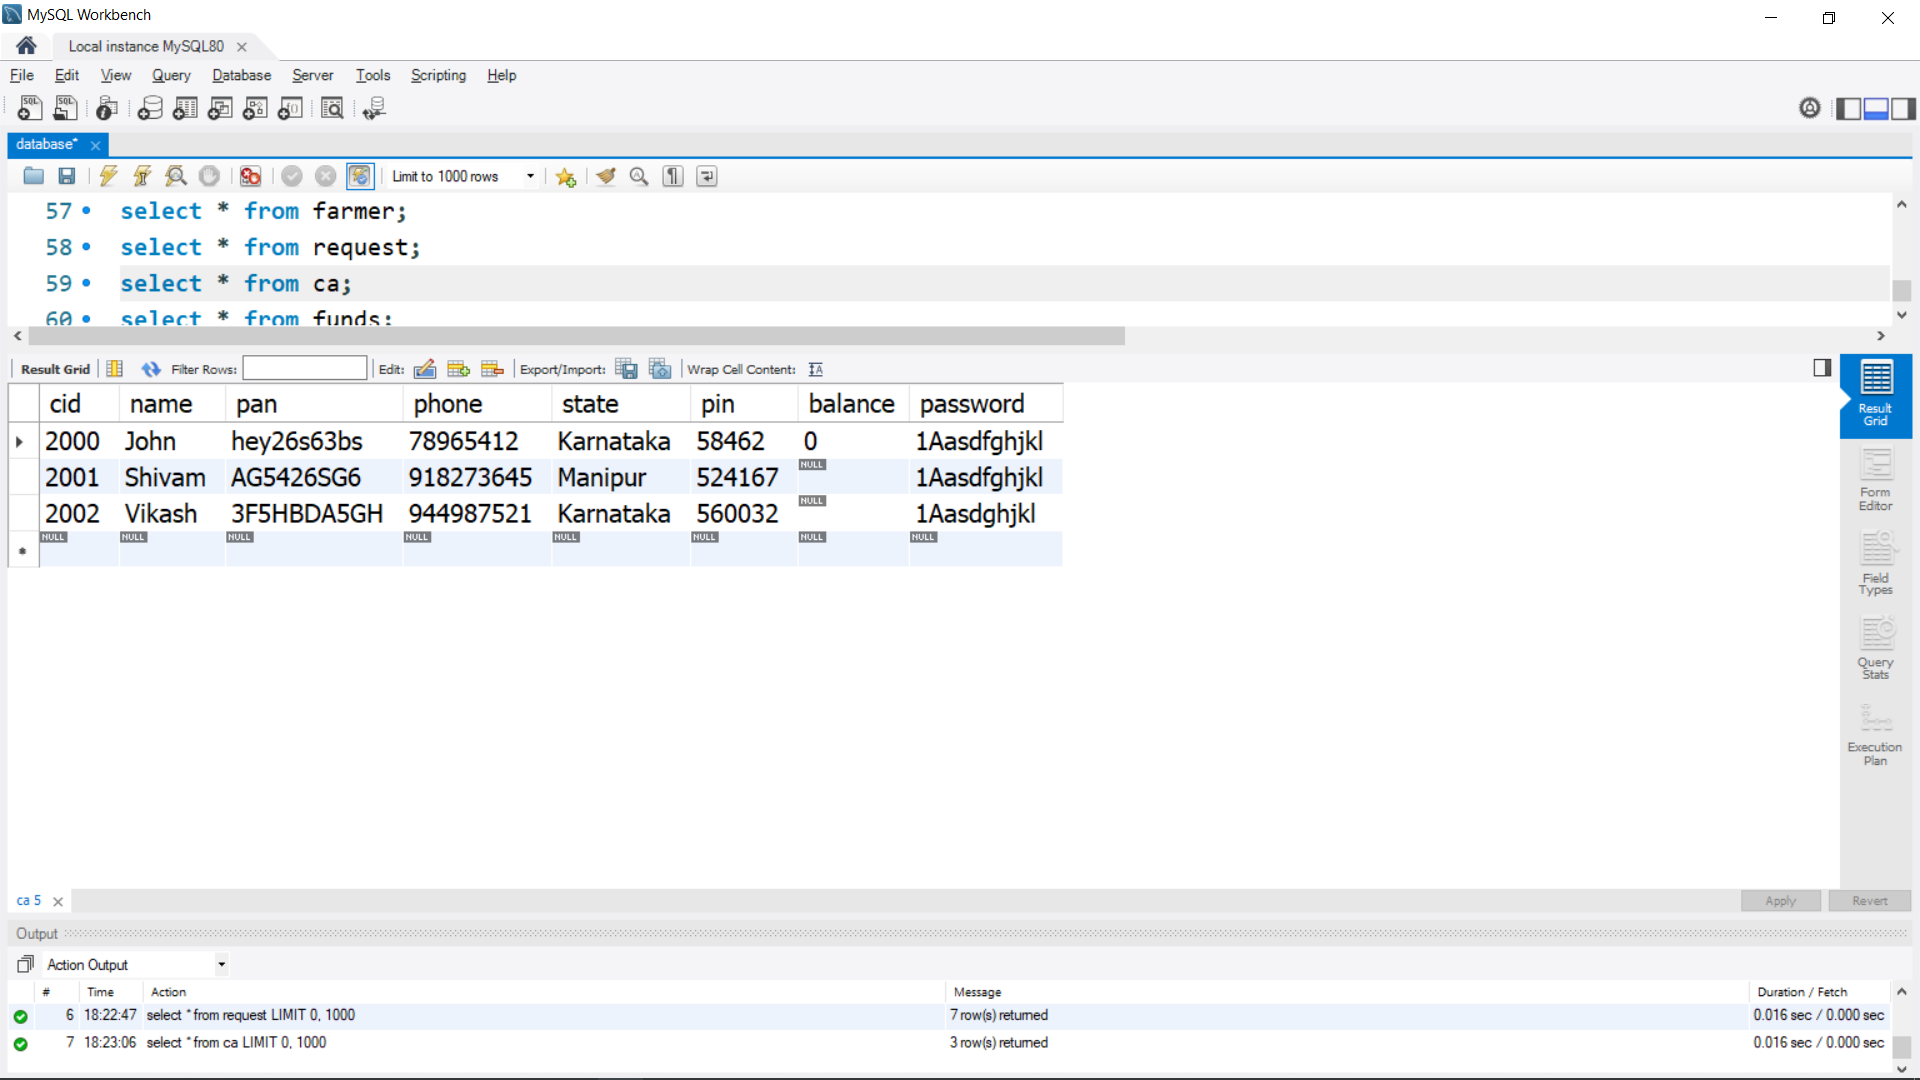 MySQL Workbench
Local instance MySQL80
File Edit View Query Database Server Tools Scripting Help
database*
Limit to 1000 rows
57 select * from farmer;
58 select * from request;
59 select * from ca;
60 select * from funds;
Result Grid Filter Rows: Edit: Export/Import: Wrap Cell Content:
cid name pan phone state pin balance password
2000 John hey26s63bs 78965412 Karnataka 58462 0 1Aasdfghjkl
2001 Shivam AG5426SG6 918273645 Manipur 524167 NULL 1Aasdfghjkl
2002 Vikash 3F5HBDA5GH 944987521 Karnataka 560032 NULL 1Aasdghjkl
NULL NULL NULL NULL NULL NULL NULL NULL
Result
Grid
Form
Editor
Field
Types
Query
Stats
Execution
Plan
ca 5
Apply Revert
Output
Action Output
# Time Action Message Duration / Fetch
6 18:22:47 select * from request LIMIT 0, 1000 7 row(s) returned 0.016 sec / 0.000 sec
7 18:23:06 select * from ca LIMIT 0, 1000 3 row(s) returned 0.016 sec / 0.000 sec